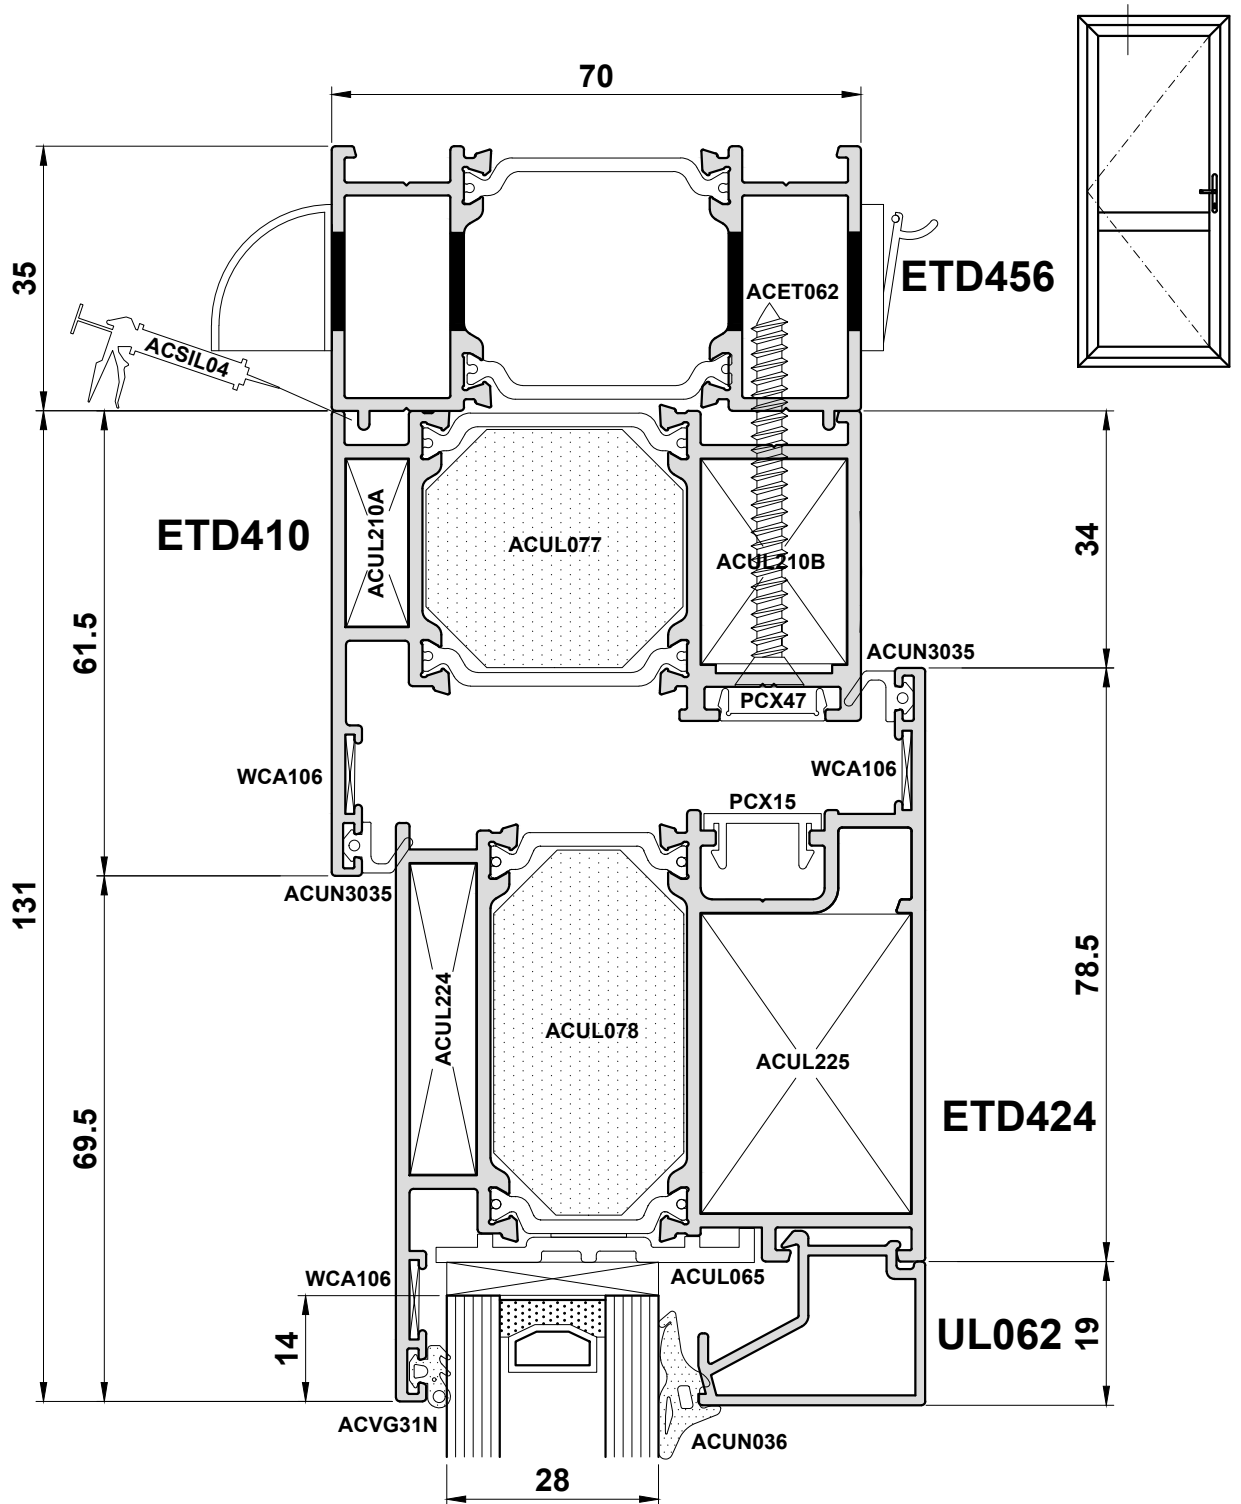 70
35
ETD456
ACET062
ACSIL04
ETD410
ACUL210A
ACUL077
ACUL210B
34
61.5
ACUN3035
PCX47
WCA106
WCA106
PCX15
131
ACUN3035
78.5
ACUL224
ACUL078
ACUL225
69.5
ETD424
WCA106
ACUL065
14
UL062
19
ACVG31N
ACUN036
28